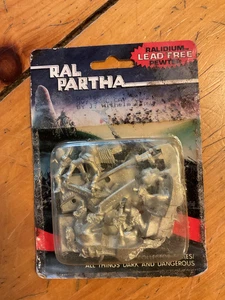 RAL
PARTHA
RALIDIUM
LEAD FREE
PEWTER
ALL THINGS DARK AND DANGEROUS